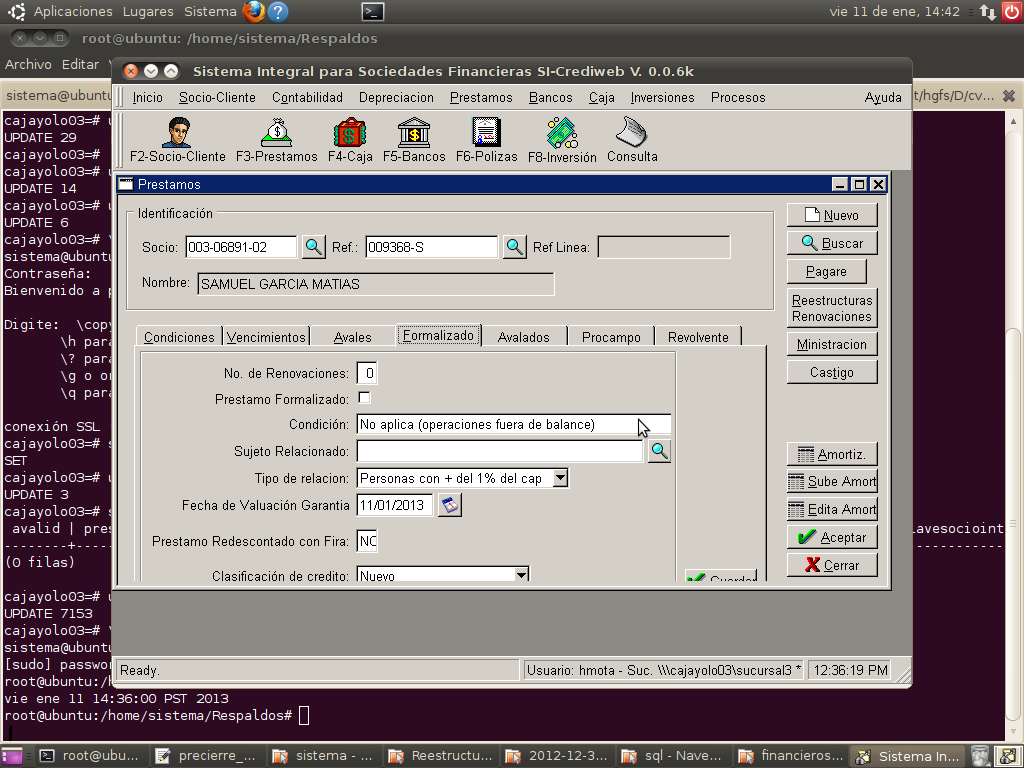 Aplicaciones Lugares Sistema vie 11 de ene, 14:42
root@ubuntu: /home/sistema/Respaldos
Archivo Editar
Sistema Integral para Sociedades Financieras SI-Crediweb V. 0.0.6k
sistema@ubuntu t/hgfs/D/cv...
Inicio Socio-Cliente Contabilidad Depreciacion Prestamos Bancos Caja Inversiones Procesos Ayuda
F2-Socio-Cliente F3-Prestamos F4-Caja F5-Bancos F6-Polizas F8-Inversión Consulta
Prestamos
Identificación
Socio: 003-06891-02 Ref.: 009368-S Ref Linea:
Nombre: SAMUEL GARCIA MATIAS
Nuevo
Buscar
Pagare
Reestructuras
Renovaciones
Ministracion
Castigo
Condiciones Vencimientos Avales Formalizado Avalados Procampo Revolvente
No. de Renovaciones: 0
Prestamo Formalizado:
Condición: No aplica (operaciones fuera de balance)
Sujeto Relacionado:
Tipo de relacion: Personas con + del 1% del cap
Fecha de Valuación Garantia 11/01/2013
Prestamo Redescontado con Fira: NO
Clasificación de credito: Nuevo
Guardar
Amortiz.
Sube Amort
Edita Amort
Aceptar
Cerrar
Ready. Usuario: hmota - Suc. \\\cajayolo03\sucursal3 * 12:36:19 PM
cajayolo03=# u
UPDATE 29
cajayolo03=#
cajayolo03=# u
UPDATE 14
cajayolo03=# u
UPDATE 6
cajayolo03=# \
sistema@ubuntu
Contraseña:
Bienvenido a p
Digite: \copy
\h para
\? para
\g o or
\q para
conexión SSL
cajayolo03=# s
SET
cajayolo03=# u
UPDATE 3
cajayolo03=# s
avalid | pres lavesocioint
--------+---
(0 filas)
cajayolo03=# u
UPDATE 7153
cajayolo03=# \
sistema@ubuntu
[sudo] passwor
root@ubuntu:/h
vie ene 11 14:36:00 PST 2013
root@ubuntu:/home/sistema/Respaldos#
root@ubu... precierre_... sistema - ... Reestructu... 2012-12-3... sql - Nave... financieros... Sistema In...